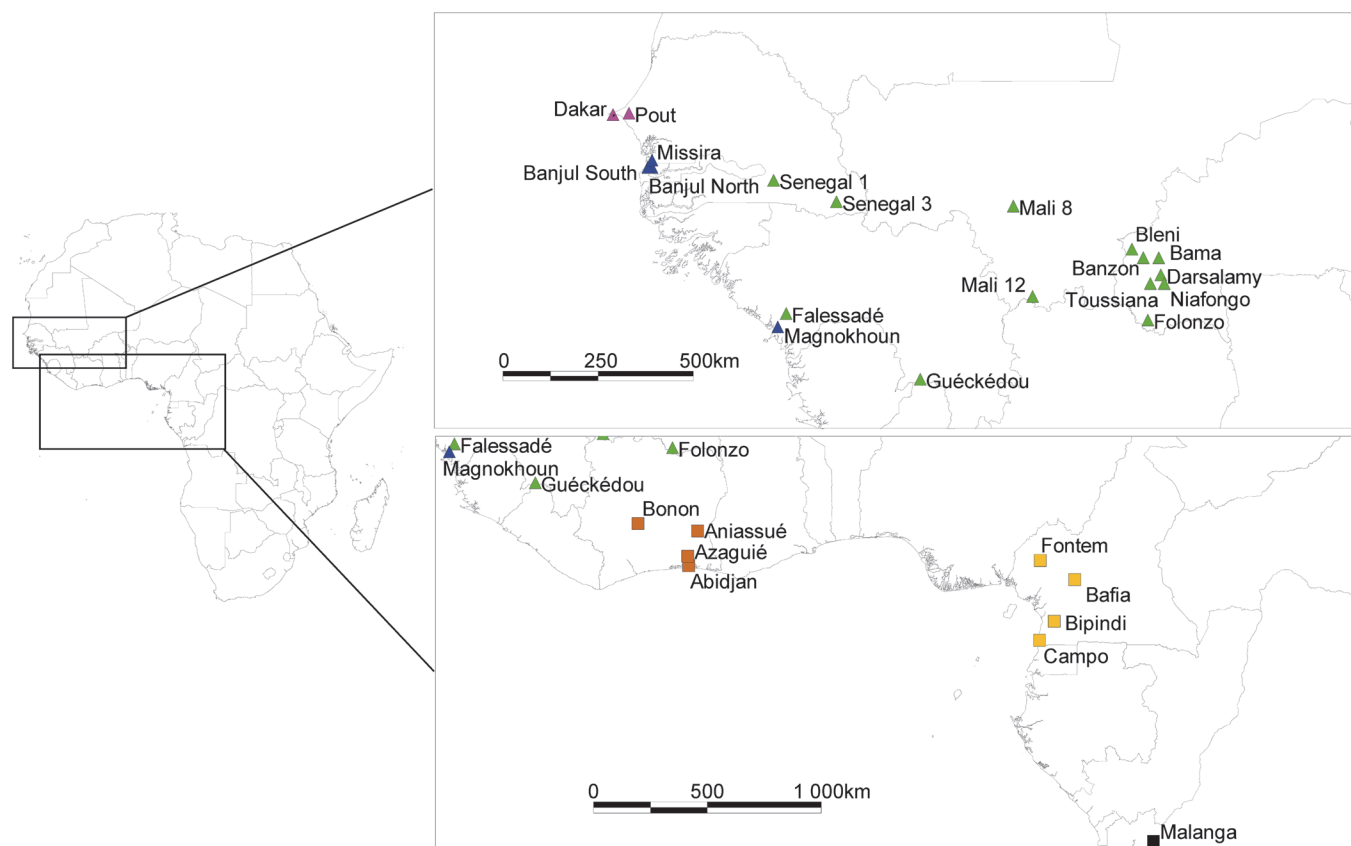 Dakar
Pout
Missira
Banjul South
Banjul North
Senegal 1
Senegal 3
Mali 8
Bleni
Bama
Banzon
Darsalamy
Mali 12
Toussiana
Niafongo
Folonzo
Falessadé
Magnokhoun
0 250 500km
Guéckédou
Falessadé
Magnokhoun
Folonzo
Guéckédou
Bonon
Aniassué
Azaguié
Abidjan
Fontem
Bafia
Bipindi
Campo
0 500 1 000km
Malanga